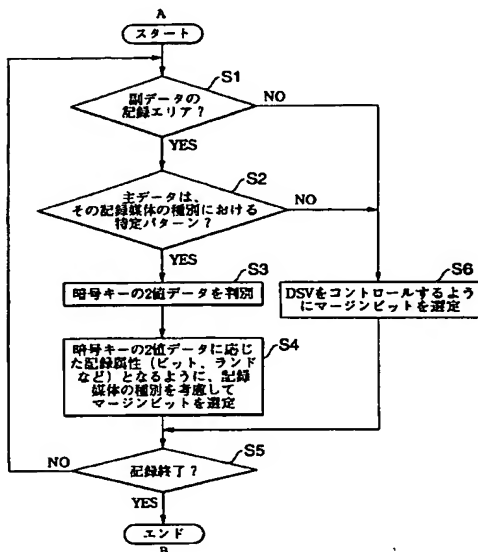 A
スタート
S1
副データの
記録エリア?
NO
YES
S2
主データは、
その記録媒体の種別における
特定パターン?
NO
YES
S3
暗号キーの2値データを判別
S6
DSVをコントロールするよう
にマージンビットを選定
S4
暗号キーの2値データに応じ
た記録属性(ピット、ランド
など)となるように、記録
媒体の種別を考慮して
マージンビットを選定
S5
NO
記録終了?
YES
エンド
B